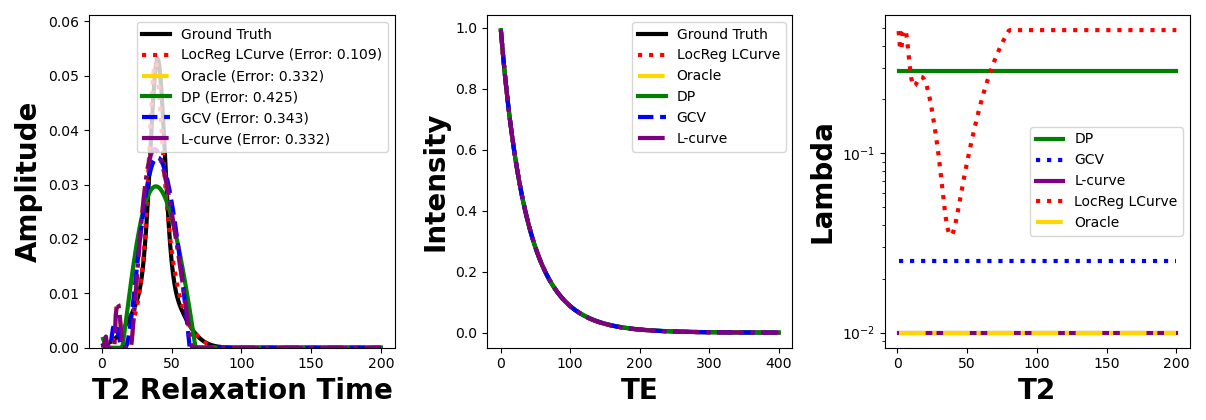 0.06
0.05
0.04
0.03
0.02
0.01
0.00
Amplitude
Ground Truth
LocReg LCurve (Error: 0.109)
Oracle (Error: 0.332)
DP (Error: 0.425)
GCV (Error: 0.343)
L-curve (Error: 0.332)
0 50 100 150 200
T2 Relaxation Time
1.0
0.8
0.6
0.4
0.2
0.0
Intensity
Ground Truth
LocReg LCurve
Oracle
DP
GCV
L-curve
0 100 200 300 400
TE
10⁻¹
10⁻²
Lambda
DP
GCV
L-curve
LocReg LCurve
Oracle
0 50 100 150 200
T2